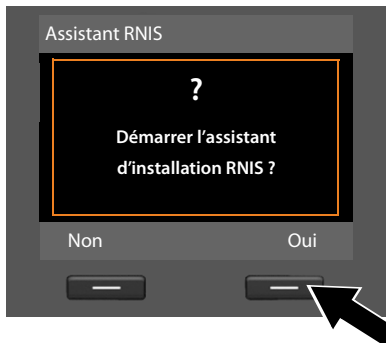 Assistant RNIS
?
Démarrer l’assistant
d’installation RNIS ?
Non Oui